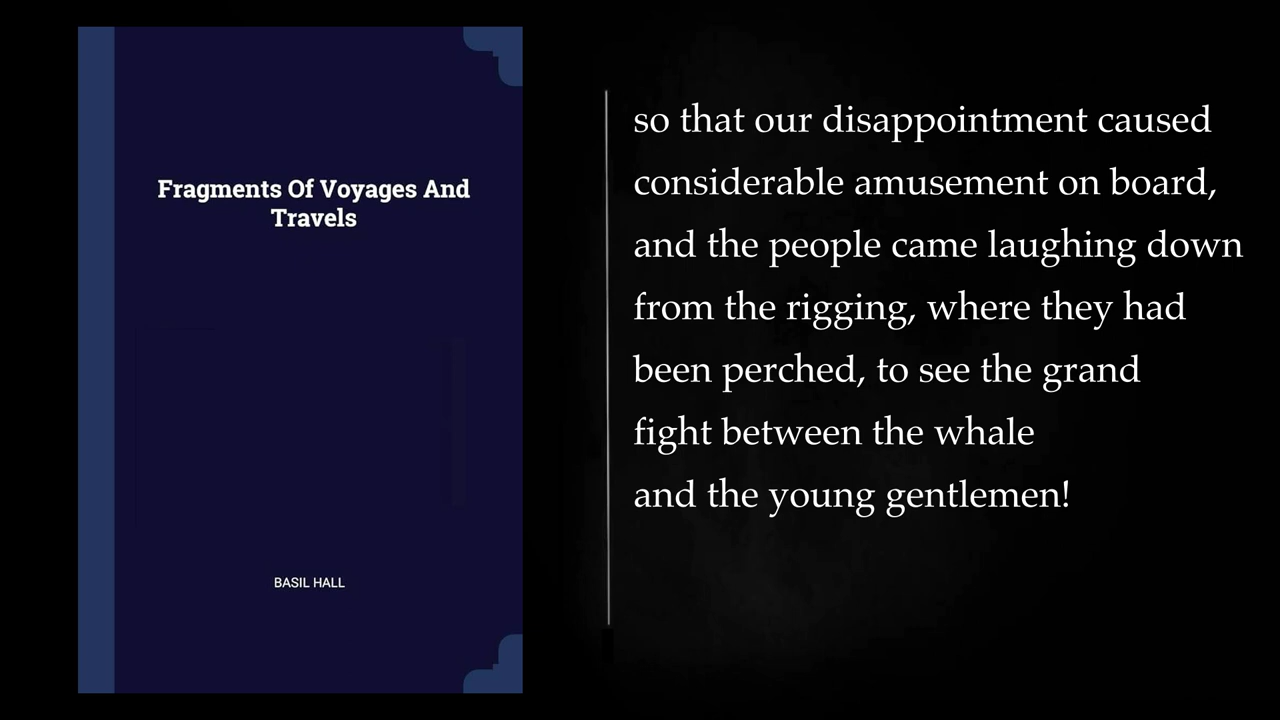 Fragments Of Voyages And
Travels
BASIL HALL
so that our disappointment caused
considerable amusement on board,
and the people came laughing down
from the rigging, where they had
been perched, to see the grand
fight between the whale
and the young gentlemen!